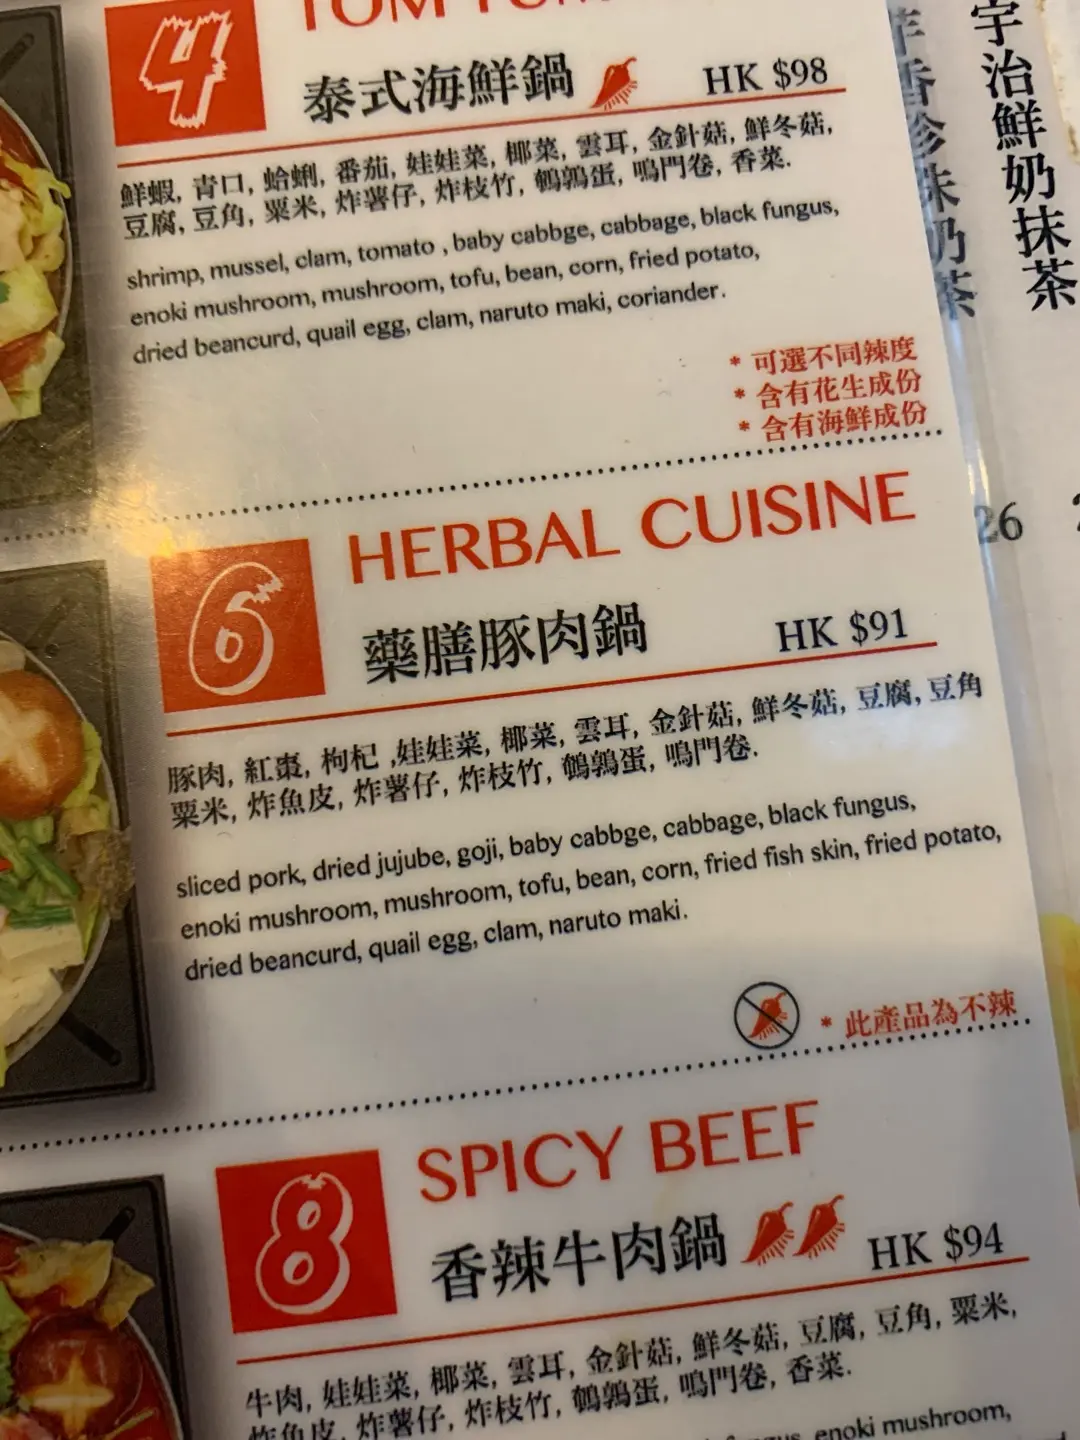 4
TOM YUM
泰式海鮮鍋
HK $98
鮮蝦, 青口, 蛤蜊, 番茄, 娃娃菜, 椰菜, 雲耳, 金針菇, 鮮冬菇,
豆腐, 豆角, 粟米, 炸薯仔, 炸枝竹, 鵪鶉蛋, 鳴門卷, 香菜.
shrimp, mussel, clam, tomato , baby cabbge, cabbage, black fungus,
enoki mushroom, mushroom, tofu, bean, corn, fried potato,
dried beancurd, quail egg, clam, naruto maki, coriander.
* 可選不同辣度
* 含有花生成份
* 含有海鮮成份
6
HERBAL CUISINE
藥膳豚肉鍋
HK $91
豚肉, 紅棗, 枸杞 ,娃娃菜, 椰菜, 雲耳, 金針菇, 鮮冬菇, 豆腐, 豆角
粟米, 炸魚皮, 炸薯仔, 炸枝竹, 鵪鶉蛋, 鳴門卷.
sliced pork, dried jujube, goji, baby cabbge, cabbage, black fungus,
enoki mushroom, mushroom, tofu, bean, corn, fried fish skin, fried potato,
dried beancurd, quail egg, clam, naruto maki.
* 此產品為不辣
8
SPICY BEEF
香辣牛肉鍋
HK $94
牛肉, 娃娃菜, 椰菜, 雲耳, 金針菇, 鮮冬菇, 豆腐, 豆角, 粟米,
炸魚皮, 炸薯仔, 炸枝竹, 鵪鶉蛋, 鳴門卷, 香菜.
enoki mushroom,
宇治鮮奶抹茶
芋香珍珠奶茶
26